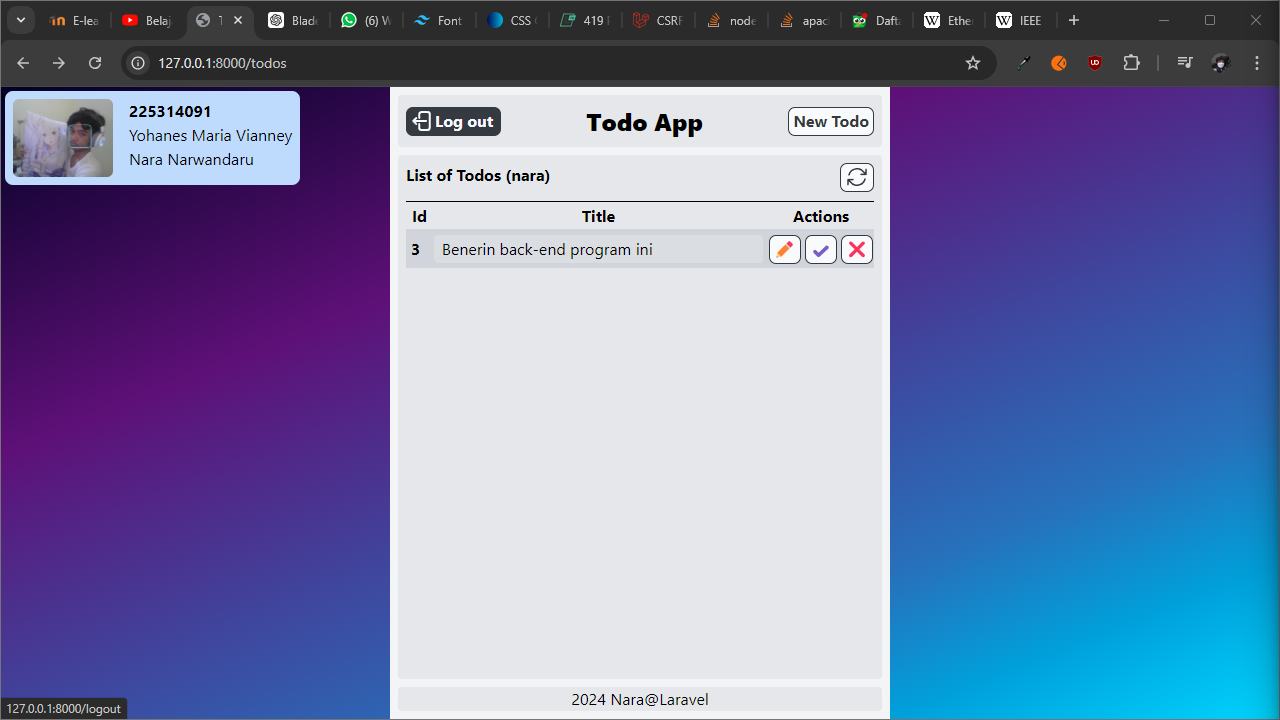 E-lea
Belaj
T
Blade
(6) W
Font
CSS
419
CSRF
node
apac
Dafta
Ether
IEEE
127.0.0.1:8000/todos
225314091
Yohanes Maria Vianney
Nara Narwandaru
Log out
Todo App
New Todo
List of Todos (nara)
Id Title Actions
3 Benerin back-end program ini
2024 Nara@Laravel
127.0.0.1:8000/logout